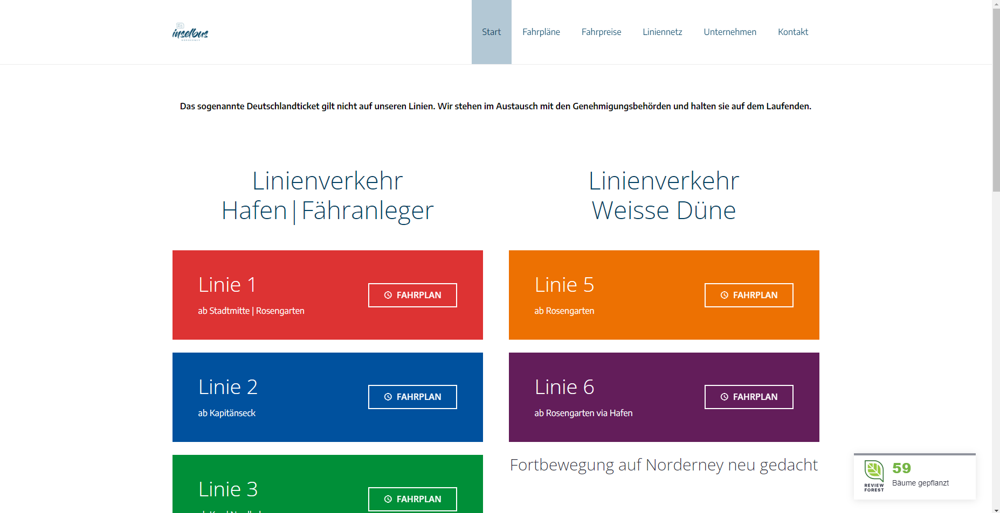 inselbus
NORDERNEY
Start
Fahrpläne
Fahrpreise
Liniennetz
Unternehmen
Kontakt
Das sogenannte Deutschlandticket gilt nicht auf unseren Linien. Wir stehen im Austausch mit den Genehmigungsbehörden und halten sie auf dem Laufenden.
Linienverkehr
Hafen|Fähranleger
Linie 1
ab Stadtmitte | Rosengarten
FAHRPLAN
Linie 2
ab Kapitänseck
FAHRPLAN
Linie 3
FAHRPLAN
Linienverkehr
Weisse Düne
Linie 5
ab Rosengarten
FAHRPLAN
Linie 6
ab Rosengarten via Hafen
FAHRPLAN
Fortbewegung auf Norderney neu gedacht
REVIEW
FOREST
59
Bäume gepflanzt